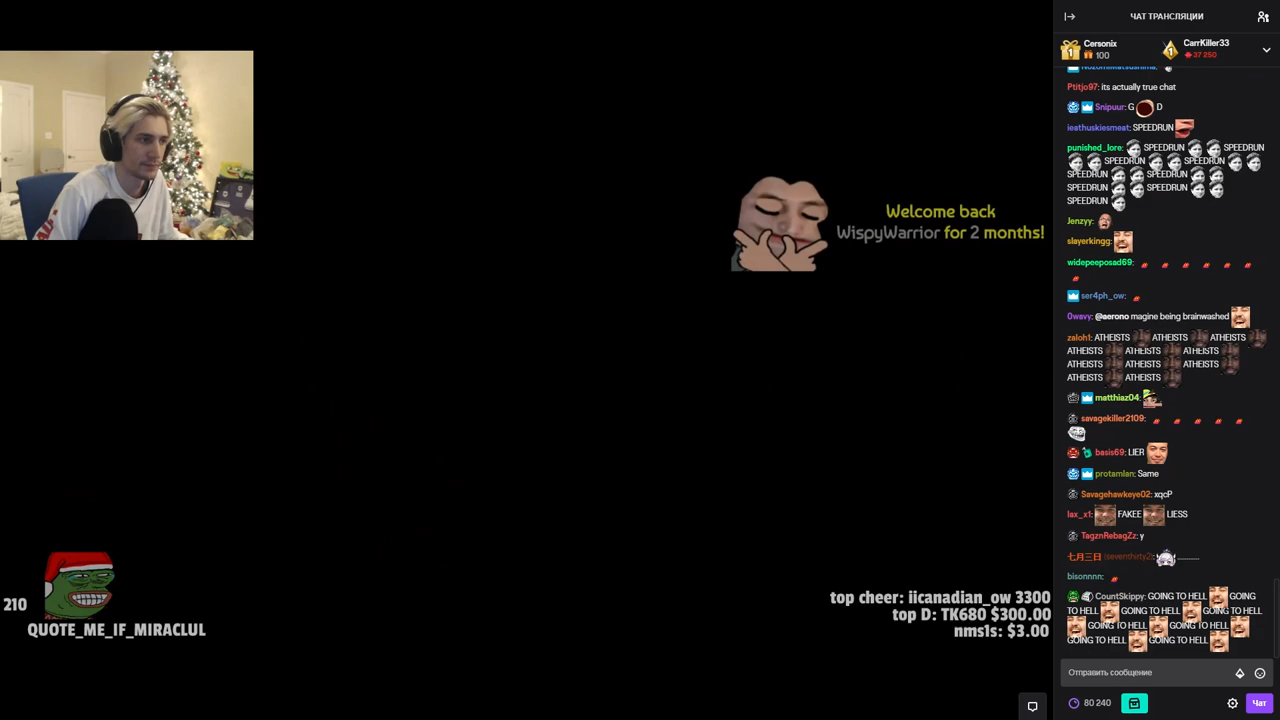 ЧАТ ТРАНСЛЯЦИИ
Cersonix
100
CarrKiller33
37 250
Ptitjo97: its actually true chat
Snipuur: G D
ieathuskiesmeat: SPEEDRUN
punished_lore: SPEEDRUN SPEEDRUN
SPEEDRUN SPEEDRUN
SPEEDRUN SPEEDRUN
SPEEDRUN SPEEDRUN
SPEEDRUN
Jenzyy:
slayerkingg:
widepeeposad69:
ser4ph_ow:
0wavy: @aerono magine being brainwashed
zaloh1: ATHEISTS ATHEISTS ATHEISTS
ATHEISTS ATHEISTS ATHEISTS
ATHEISTS ATHEISTS ATHEISTS
ATHEISTS ATHEISTS
matthiaz04:
savagekiller2109:
basis69: LIER
protamlan: Same
Savagehawkeye02: xqcP
lax_x1: FAKEE LIESS
TagznRebagZz: y
七月三日 (seventhirty2):
bisonnnn:
CountSkippy: GOING TO HELL GOING
TO HELL GOING TO HELL GOING TO HELL
GOING TO HELL GOING TO HELL
GOING TO HELL GOING TO HELL
Отправить сообщение
80 240
Чат
Welcome back
WispyWarrior for 2 months!
210
QUOTE_ME_IF_MIRACLUL
top cheer: iicanadian_ow 3300
top D: TK680 $300.00
nms1s: $3.00